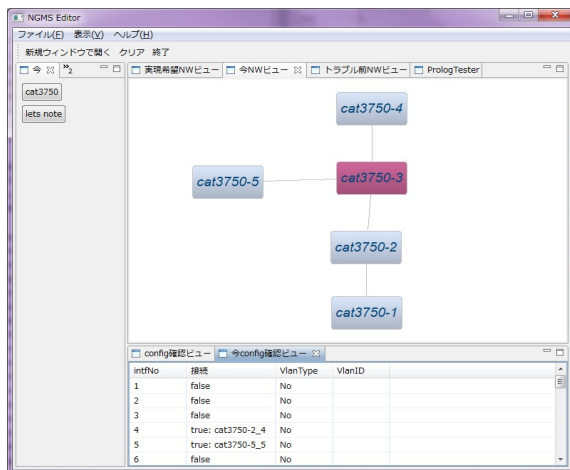 NGMS Editor
ファイル(F) 表示(V) ヘルプ(H)
新規ウィンドウで開く クリア 終了
今 »2 実現希望NWビュー 今NWビュー トラブル前NWビュー PrologTester
cat3750
lets note
cat3750-4
cat3750-5 cat3750-3
cat3750-2
cat3750-1
config確認ビュー 今config確認ビュー
intfNo 接続 VlanType VlanID
1 false No
2 false No
3 false No
4 true: cat3750-2_4 No
5 true: cat3750-5_5 No
6 false No